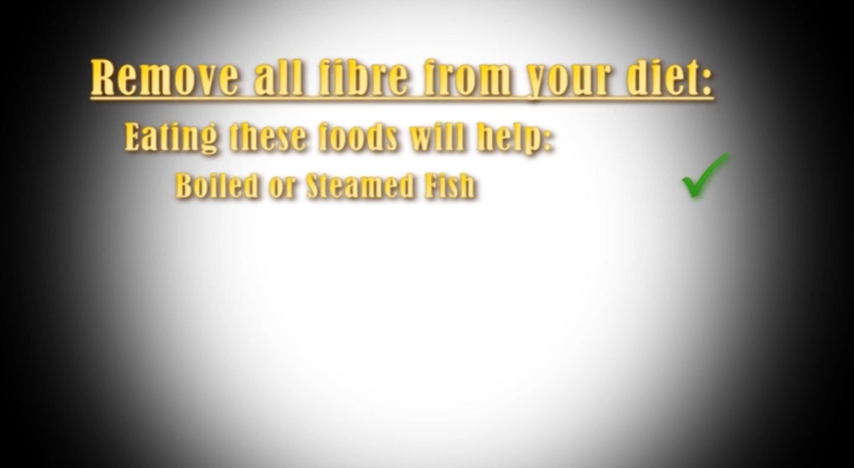 Remove all fibre from your diet:
Eating these foods will help:
Boiled or Steamed Fish